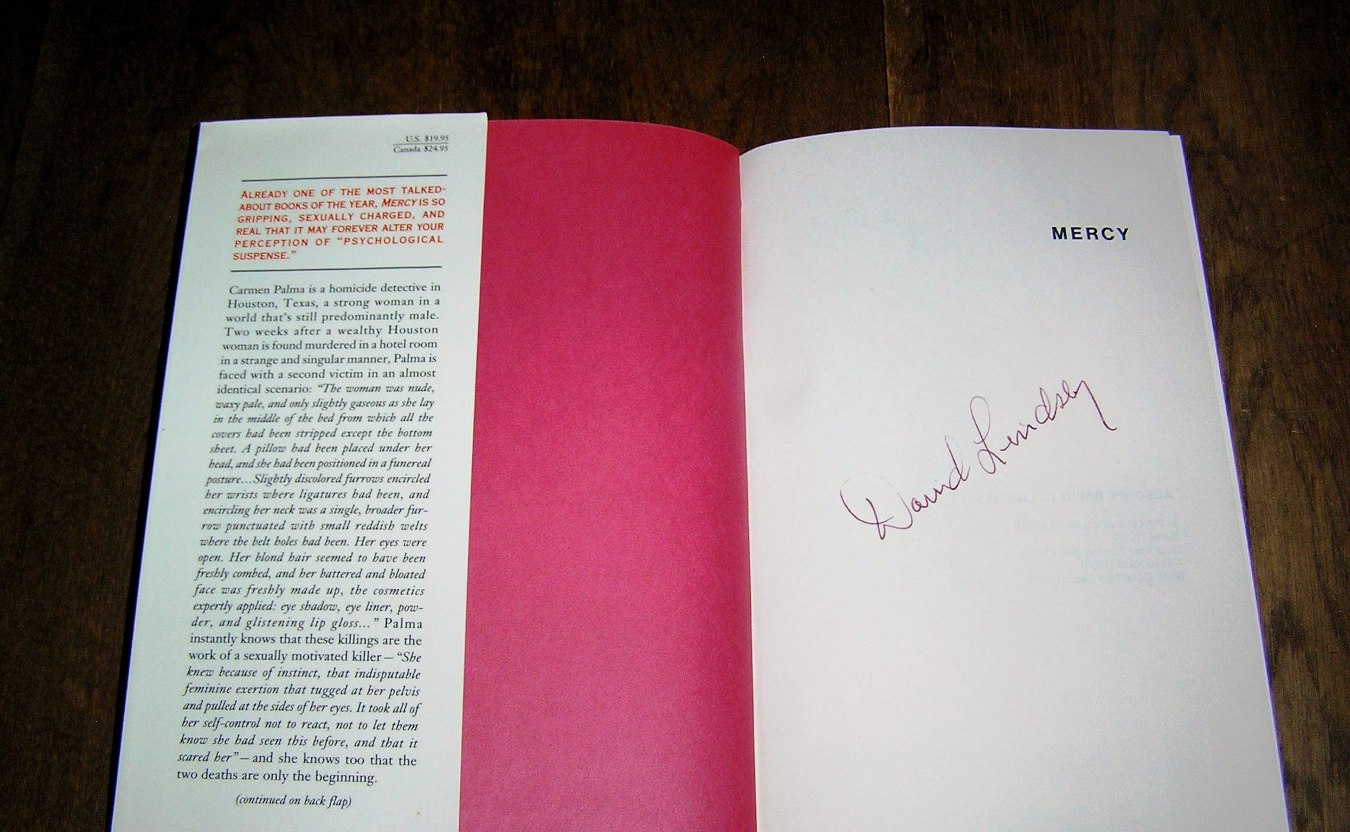 U.S. $19.95
Canada $24.95
ALREADY ONE OF THE MOST TALKED-
ABOUT BOOKS OF THE YEAR, MERCY IS SO
GRIPPING, SEXUALLY CHARGED, AND
REAL THAT IT MAY FOREVER ALTER YOUR
PERCEPTION OF "PSYCHOLOGICAL
SUSPENSE."
Carmen Palma is a homicide detective in
Houston, Texas, a strong woman in a
world that's still predominantly male.
Two weeks after a wealthy Houston
woman is found murdered in a hotel room
in a strange and singular manner, Palma is
faced with a second victim in an almost
identical scenario: "The woman was nude,
waxy pale, and only slightly gaseous as she lay
in the middle of the bed from which all the
covers had been stripped except the bottom
sheet. A pillow had been placed under her
head, and she had been positioned in a funereal
posture...Slightly discolored furrows encircled
her wrists where ligatures had been, and
encircling her neck was a single, broader fur-
row punctuated with small reddish welts
where the belt holes had been. Her eyes were
open. Her blond hair seemed to have been
freshly combed, and her battered and bloated
face was freshly made up, the cosmetics
expertly applied: eye shadow, eye liner, pow-
der, and glistening lip gloss..." Palma
instantly knows that these killings are the
work of a sexually motivated killer—"She
knew because of instinct, that indisputable
feminine exertion that tugged at her pelvis
and pulled at the sides of her eyes. It took all of
her self-control not to react, not to let them
know she had seen this before, and that it
scared her"—and she knows too that the
two deaths are only the beginning.
(continued on back flap)
MERCY
David Lindsey